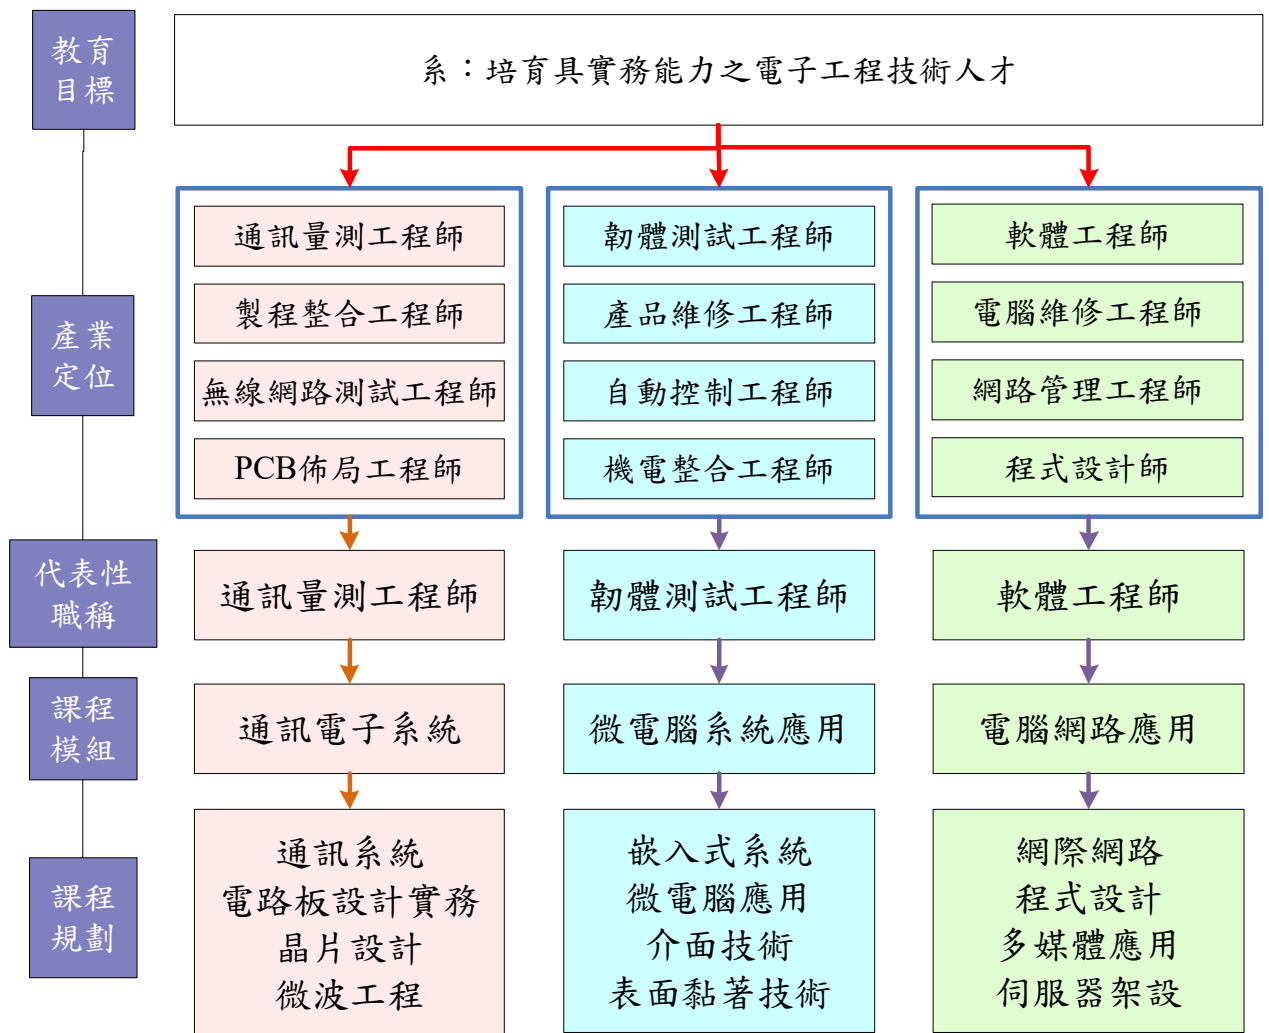 教育
目標
系：培育具實務能力之電子工程技術人才
產業
定位
通訊量測工程師
製程整合工程師
無線網路測試工程師
PCB佈局工程師
韌體測試工程師
產品維修工程師
自動控制工程師
機電整合工程師
軟體工程師
電腦維修工程師
網路管理工程師
程式設計師
代表性
職稱
通訊量測工程師
韌體測試工程師
軟體工程師
課程
模組
通訊電子系統
微電腦系統應用
電腦網路應用
課程
規劃
通訊系統
電路板設計實務
晶片設計
微波工程
嵌入式系統
微電腦應用
介面技術
表面黏著技術
網際網路
程式設計
多媒體應用
伺服器架設